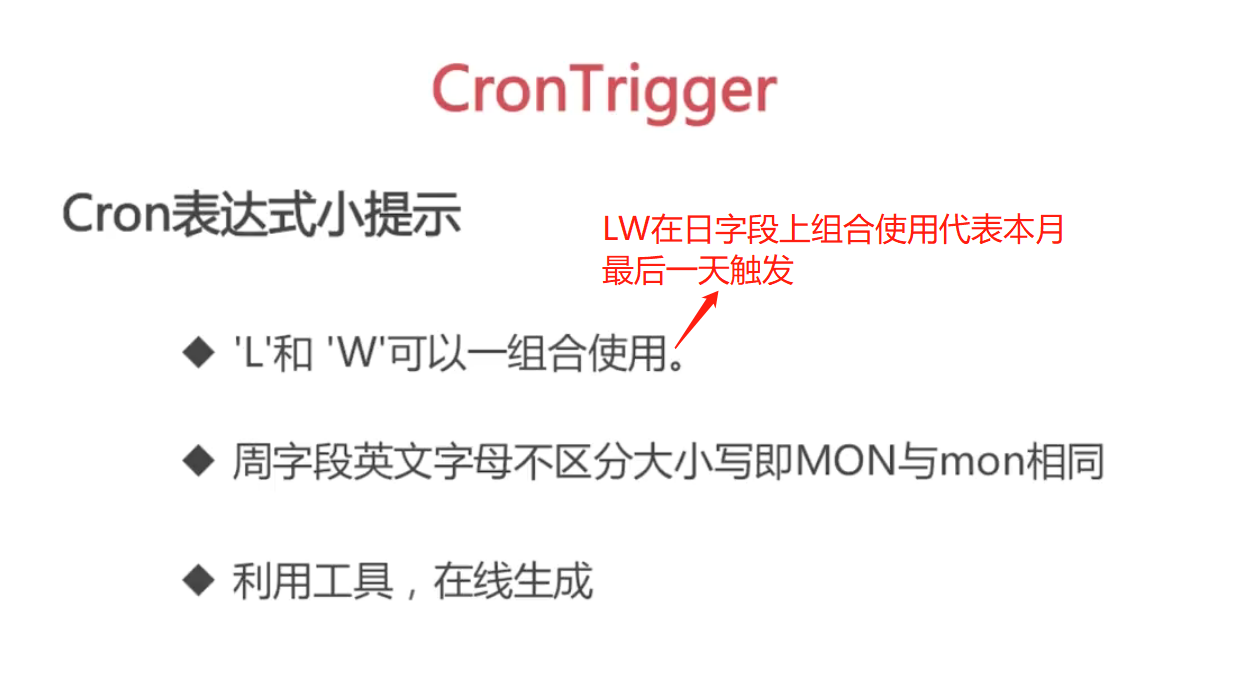 CronTrigger
Cron表达式小提示
LW在日字段上组合使用代表本月
最后一天触发
◆ 'L'和 'W'可以一组合使用。
◆ 周字段英文字母不区分大小写即MON与mon相同
◆ 利用工具，在线生成